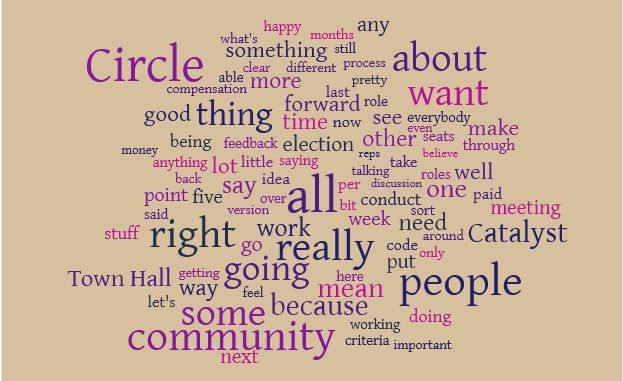 happy any
what's months
something still about
Circle clear different process
able more pretty want
compensation last
forward role
good thing time now see everybody
even make
being feedback election other seats
money reps believe through
anything lot little saying talking take
back say idea discussion roles well
point five over all per conduct one paid
said version bit sort meeting
stuff right work week need
go really code around Catalyst
only
put
Town Hall getting going here people
way feel mean
let's because
some doing
community working
criteria important
next